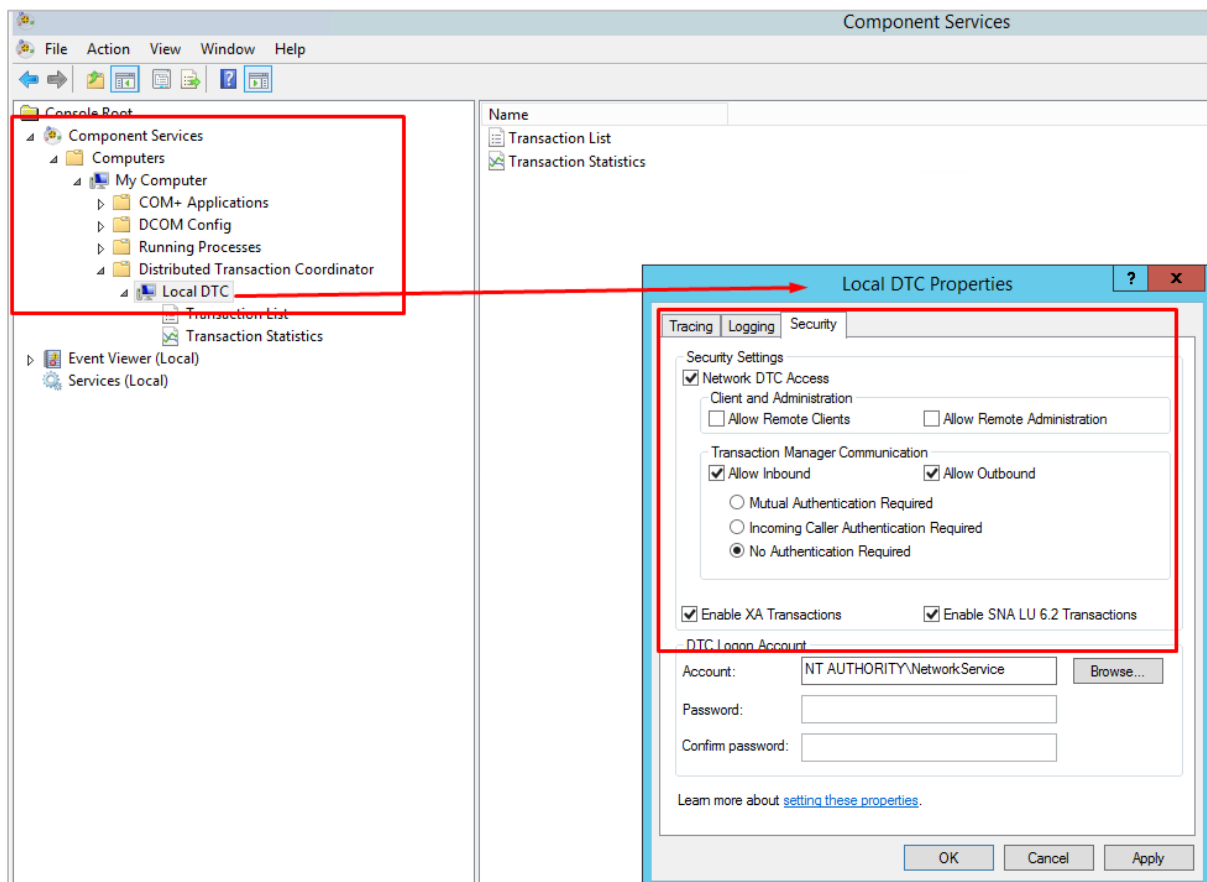 Component Services
File Action View Window Help
Console Root
Component Services
Computers
My Computer
COM+ Applications
DCOM Config
Running Processes
Distributed Transaction Coordinator
Local DTC
Transaction List
Transaction Statistics
Event Viewer (Local)
Services (Local)
Name
Transaction List
Transaction Statistics
Local DTC Properties ? x
Tracing Logging Security
Security Settings
Network DTC Access
Client and Administration
Allow Remote Clients Allow Remote Administration
Transaction Manager Communication
Allow Inbound Allow Outbound
Mutual Authentication Required
Incoming Caller Authentication Required
No Authentication Required
Enable XA Transactions Enable SNA LU 6.2 Transactions
DTC Logon Account
Account: NT AUTHORITY\NetworkService Browse...
Password:
Confirm password:
Learn more about setting these properties.
OK Cancel Apply